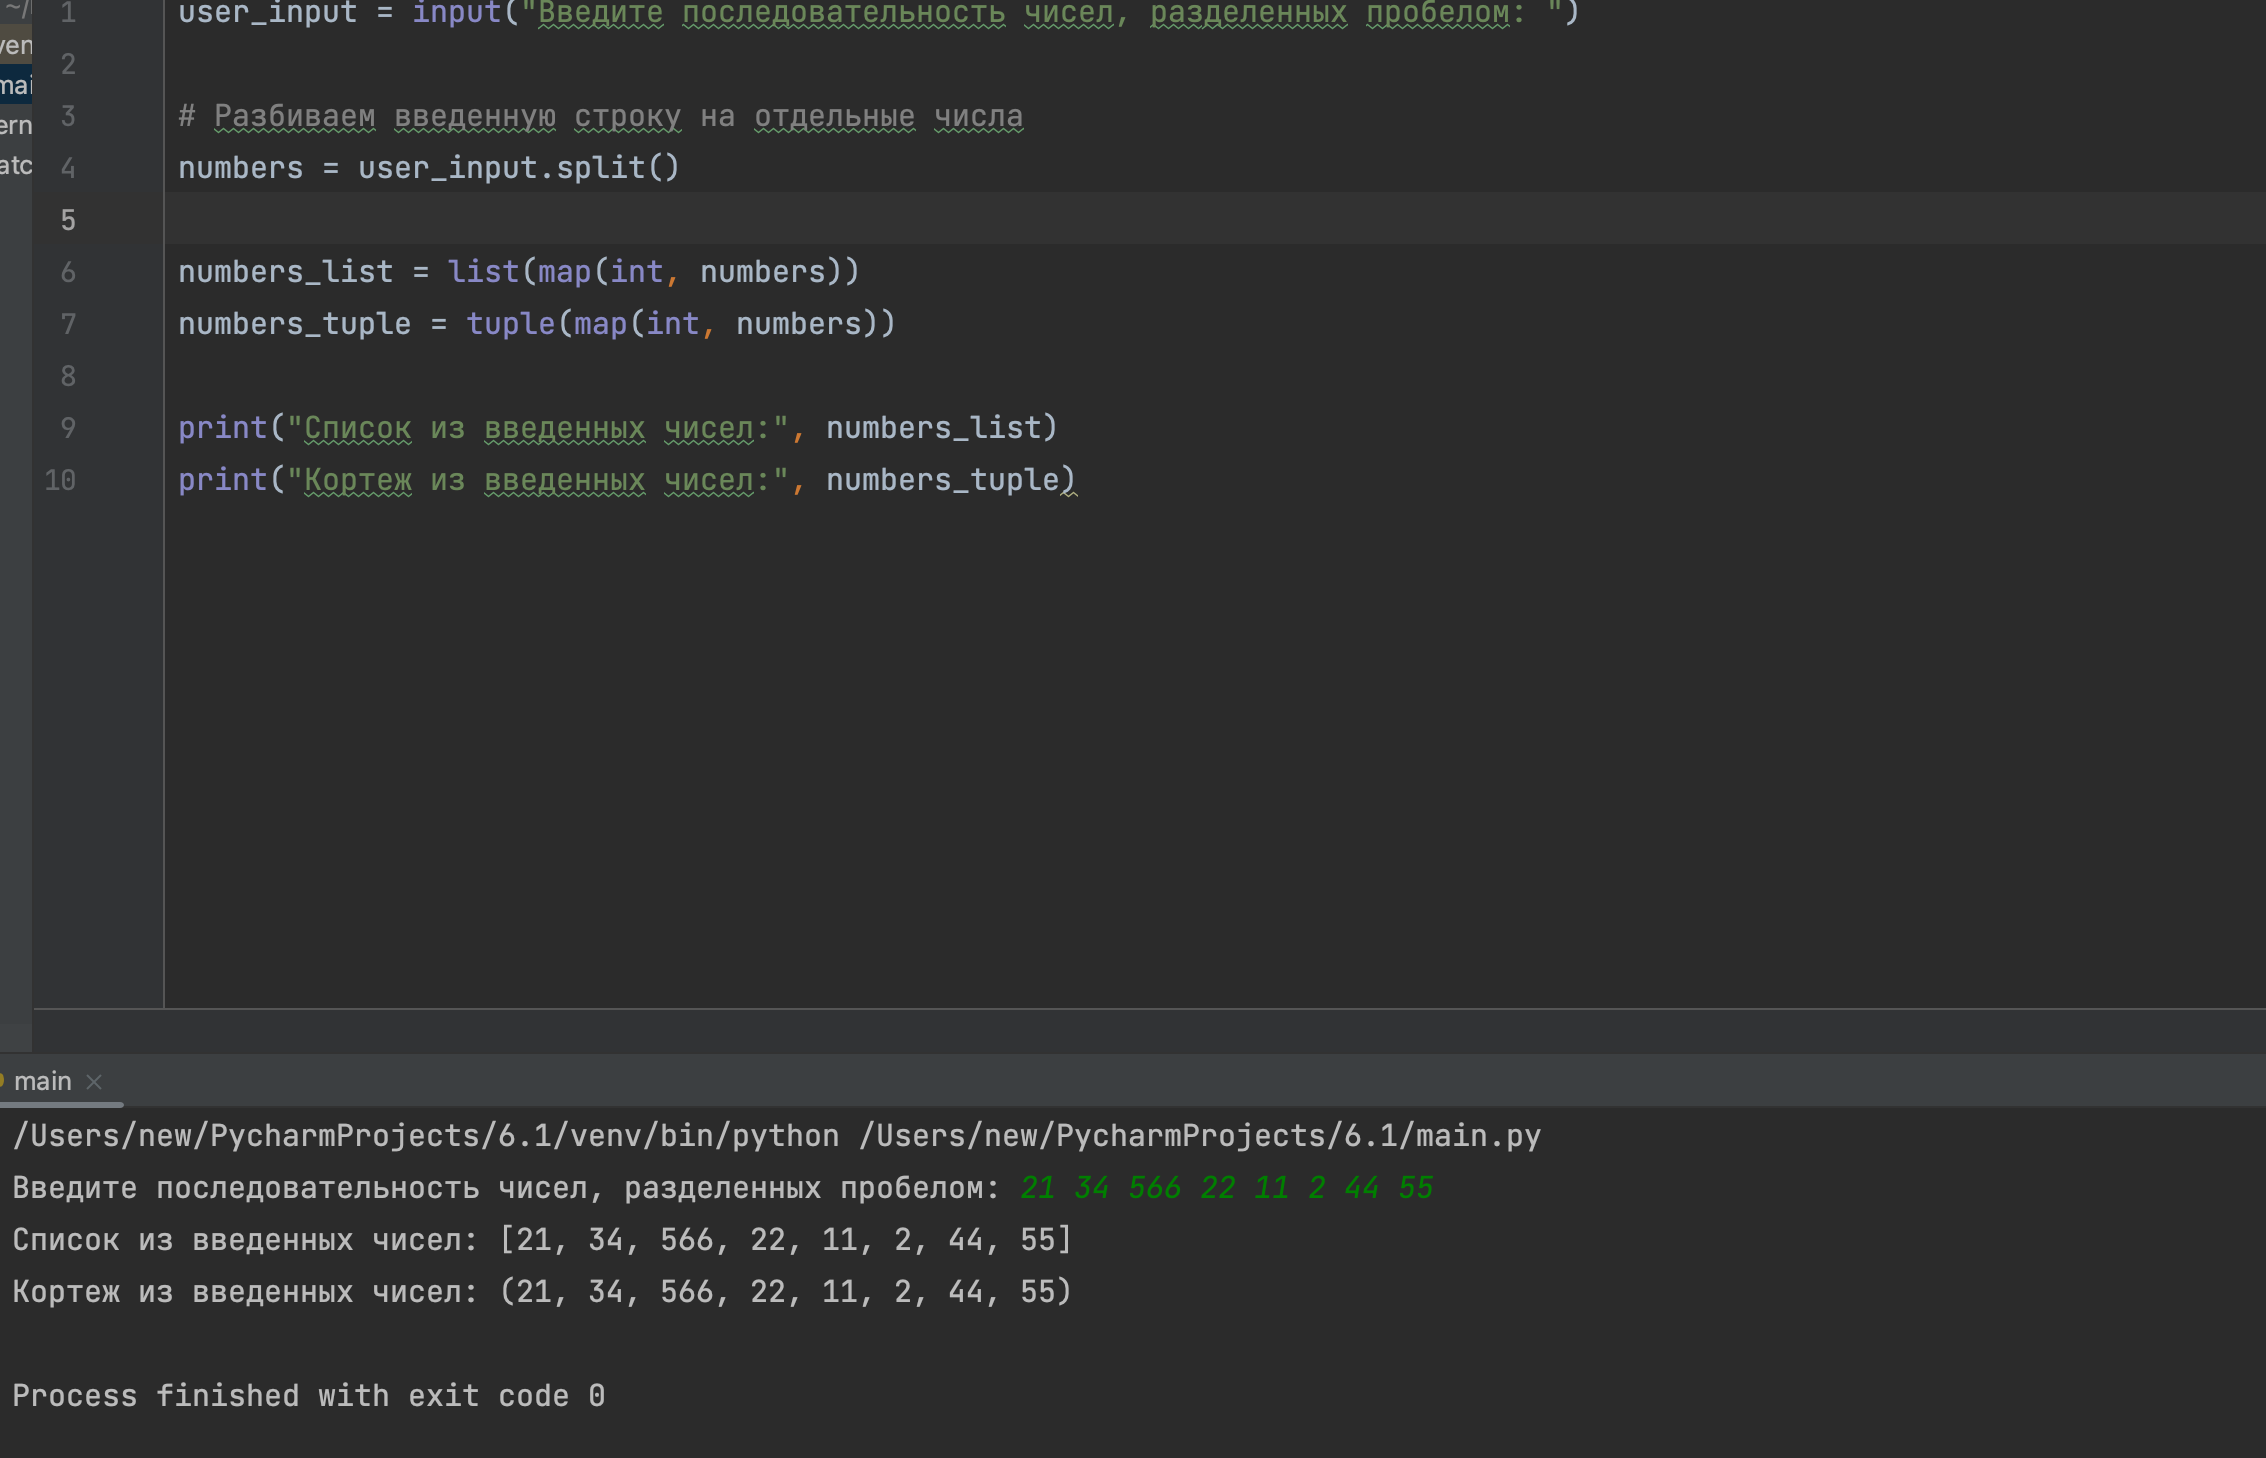 ~/
1 user_input = input("Введите последовательность чисел, разделенных пробелом: ")
ven
2
mai
3 # Разбиваем введенную строку на отдельные числа
ern
4 numbers = user_input.split()
atc
5
6 numbers_list = list(map(int, numbers))
7 numbers_tuple = tuple(map(int, numbers))
8
9 print("Список из введенных чисел:", numbers_list)
10 print("Кортеж из введенных чисел:", numbers_tuple)
main
/Users/new/PycharmProjects/6.1/venv/bin/python /Users/new/PycharmProjects/6.1/main.py
Введите последовательность чисел, разделенных пробелом: 21 34 566 22 11 2 44 55
Список из введенных чисел: [21, 34, 566, 22, 11, 2, 44, 55]
Кортеж из введенных чисел: (21, 34, 566, 22, 11, 2, 44, 55)
Process finished with exit code 0